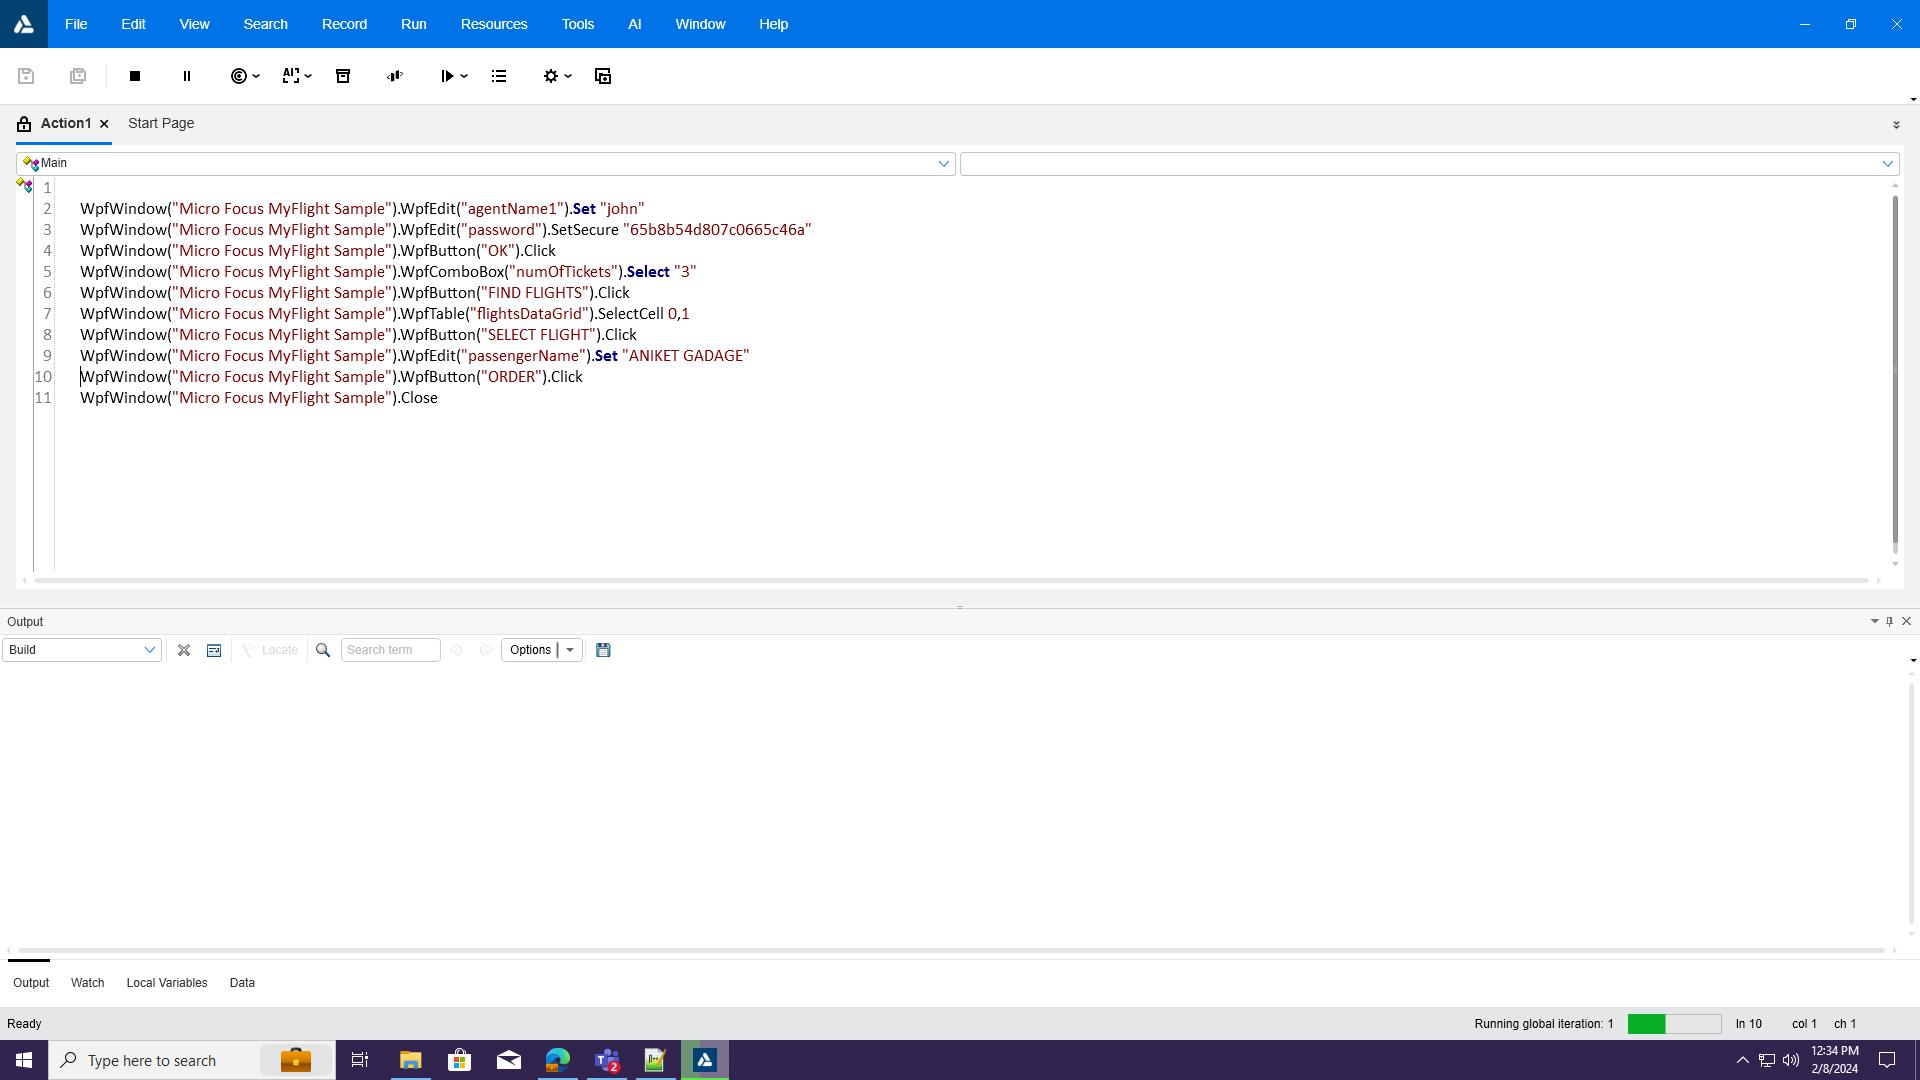 File Edit View Search Record Run Resources Tools AI Window Help
AI
Action1 Start Page
Main
1
2 WpfWindow("Micro Focus MyFlight Sample").WpfEdit("agentName1").Set "john"
3 WpfWindow("Micro Focus MyFlight Sample").WpfEdit("password").SetSecure "65b8b54d807c0665c46a"
4 WpfWindow("Micro Focus MyFlight Sample").WpfButton("OK").Click
5 WpfWindow("Micro Focus MyFlight Sample").WpfComboBox("numOfTickets").Select "3"
6 WpfWindow("Micro Focus MyFlight Sample").WpfButton("FIND FLIGHTS").Click
7 WpfWindow("Micro Focus MyFlight Sample").WpfTable("flightsDataGrid").SelectCell 0,1
8 WpfWindow("Micro Focus MyFlight Sample").WpfButton("SELECT FLIGHT").Click
9 WpfWindow("Micro Focus MyFlight Sample").WpfEdit("passengerName").Set "ANIKET GADAGE"
10 WpfWindow("Micro Focus MyFlight Sample").WpfButton("ORDER").Click
11 WpfWindow("Micro Focus MyFlight Sample").Close
Output
Build Locate Search term Options
Output Watch Local Variables Data
Ready Running global iteration: 1 ln 10 col 1 ch 1
Type here to search 2 12:34 PM
2/8/2024